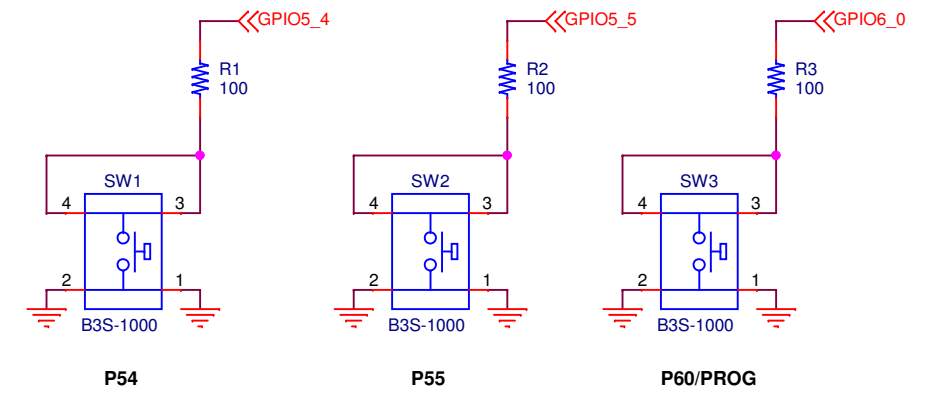 GPIO5_4
GPIO5_5
GPIO6_0
R1
100
R2
100
R3
100
SW1
SW2
SW3
4
3
4
3
4
3
2
1
2
1
2
1
B3S-1000
B3S-1000
B3S-1000
P54
P55
P60/PROG